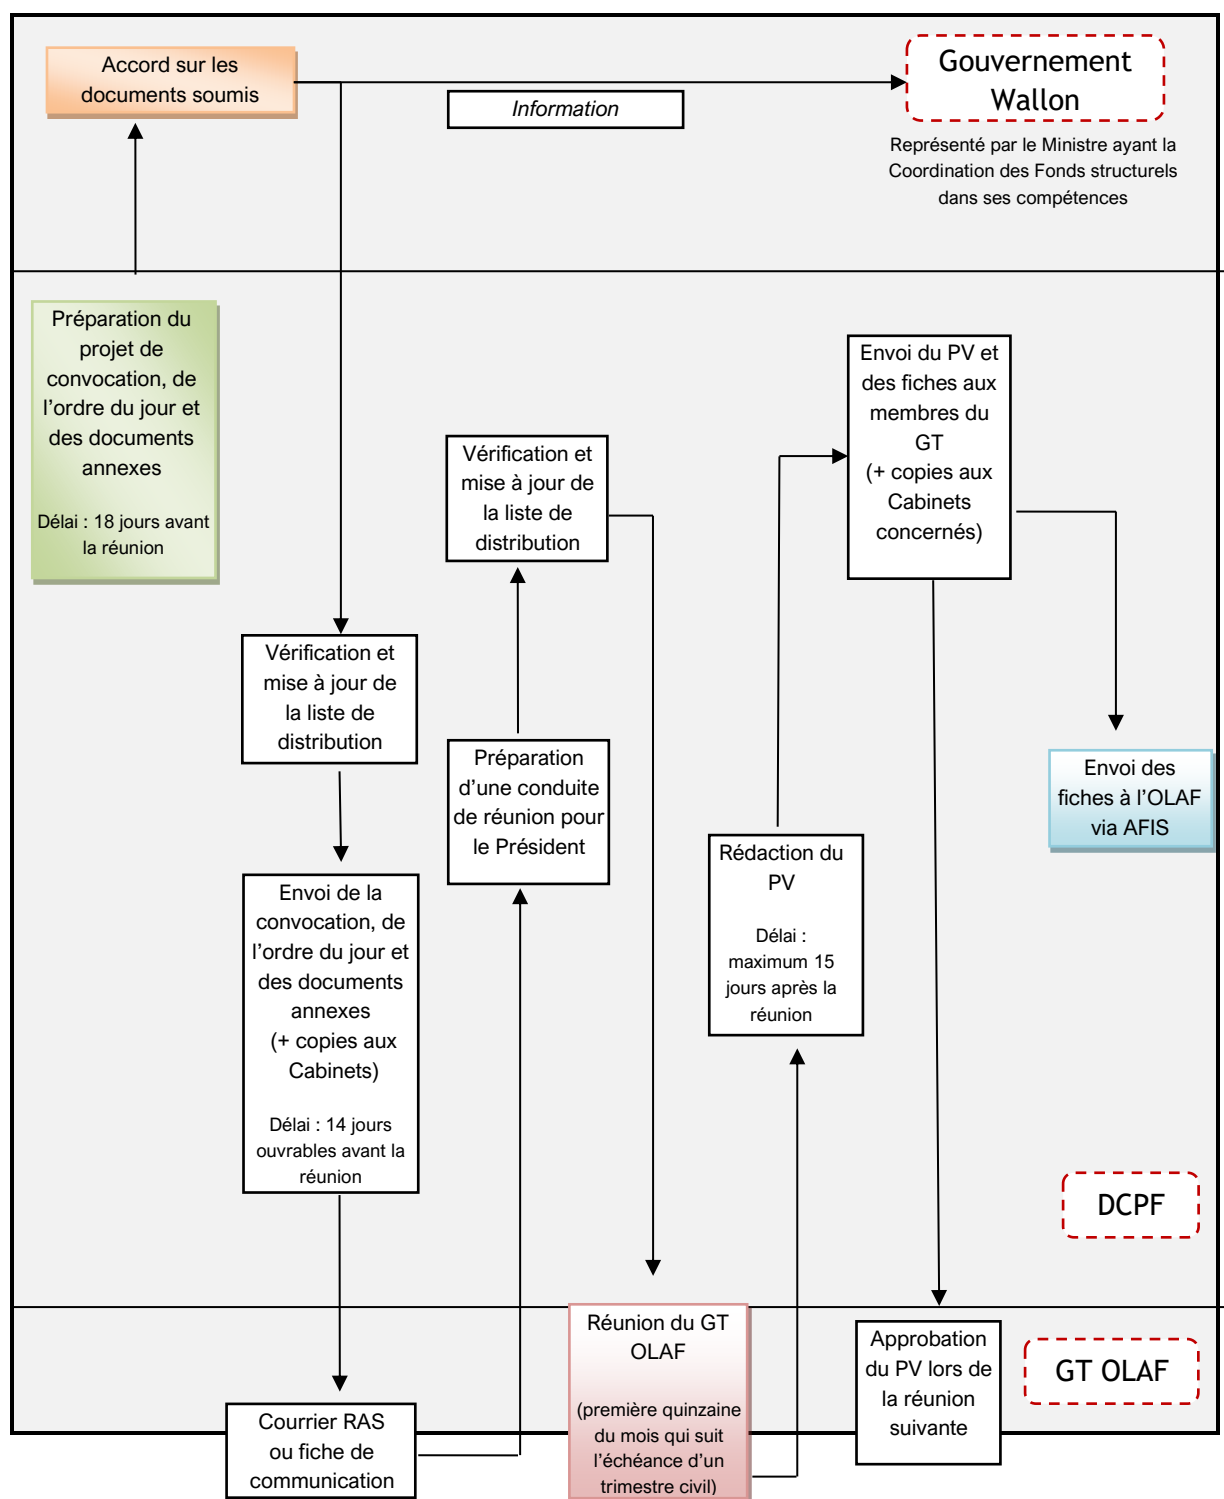 Accord sur les
documents soumis
Information
Gouvernement
Wallon
Représenté par le Ministre ayant la
Coordination des Fonds structurels
dans ses compétences
Préparation du
projet de
convocation, de
l'ordre du jour et
des documents
annexes
Délai : 18 jours avant
la réunion
Vérification et
mise à jour de
la liste de
distribution
Envoi de la
convocation, de
l'ordre du jour et
des documents
annexes
(+ copies aux
Cabinets)
Délai : 14 jours
ouvrables avant la
réunion
Courrier RAS
ou fiche de
communication
Préparation
d'une conduite
de réunion pour
le Président
Vérification et
mise à jour de
la liste de
distribution
Réunion du GT
OLAF
(première quinzaine
du mois qui suit
l'échéance d'un
trimestre civil)
Rédaction du
PV
Délai :
maximum 15
jours après la
réunion
Envoi du PV et
des fiches aux
membres du
GT
(+ copies aux
Cabinets
concernés)
Envoi des
fiches à l'OLAF
via AFIS
DCPF
Approbation
du PV lors de
la réunion
suivante
GT OLAF